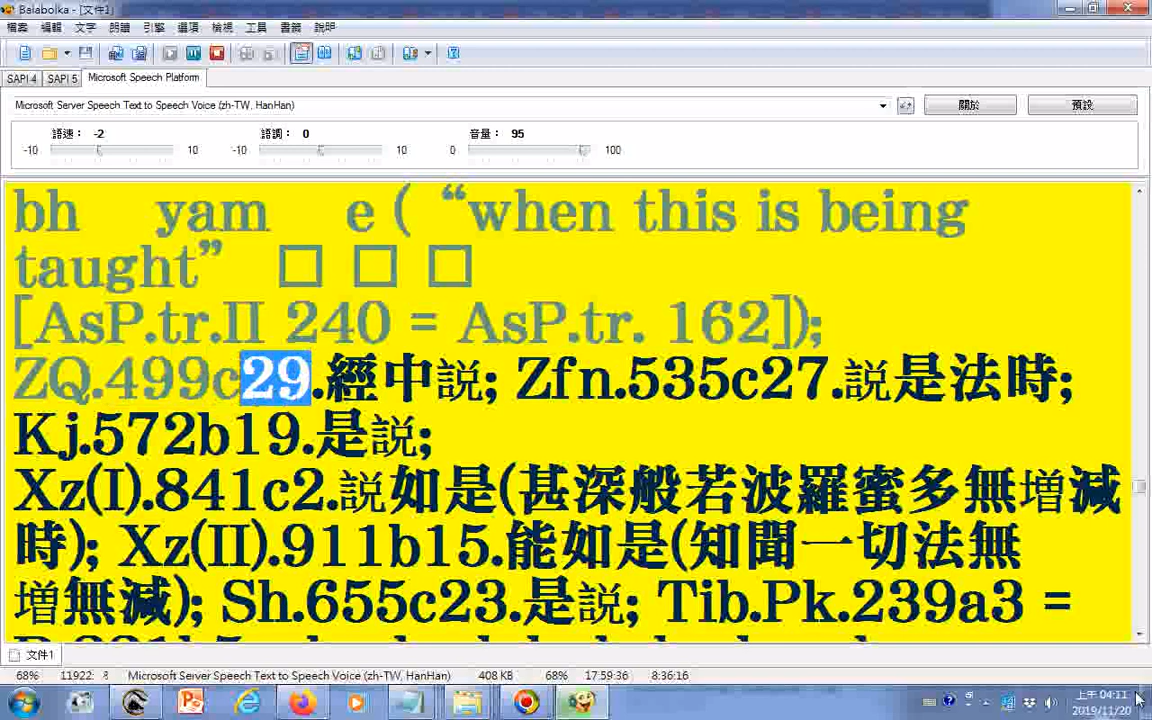 Balabolka - [文件1]
檔案 編輯 文字 朗讀 引擎 選項 檢視 工具 書籤 說明
SAPI 4 SAPI 5 Microsoft Speech Platform
Microsoft Server Speech Text to Speech Voice (zh-TW, HanHan) 關於 預設
語速： -2 語調： 0 音量： 95
-10 10 -10 10 0 100
bh yam e ( “when this is being
taught” □ □ □
[AsP.tr.II 240 = AsP.tr. 162]);
ZQ.499c29.經中説; Zfn.535c27.説是法時;
Kj.572b19.是説;
Xz(I).841c2.説如是(甚深般若波羅蜜多無増減
時); Xz(II).911b15.能如是(知聞一切法無
増無減); Sh.655c23.是説; Tib.Pk.239a3 =
文件1
68% 11922: 8 Microsoft Server Speech Text to Speech Voice (zh-TW, HanHan) 408 KB 68% 17:59:36 8:36:16
上午 04:11
2019/11/20